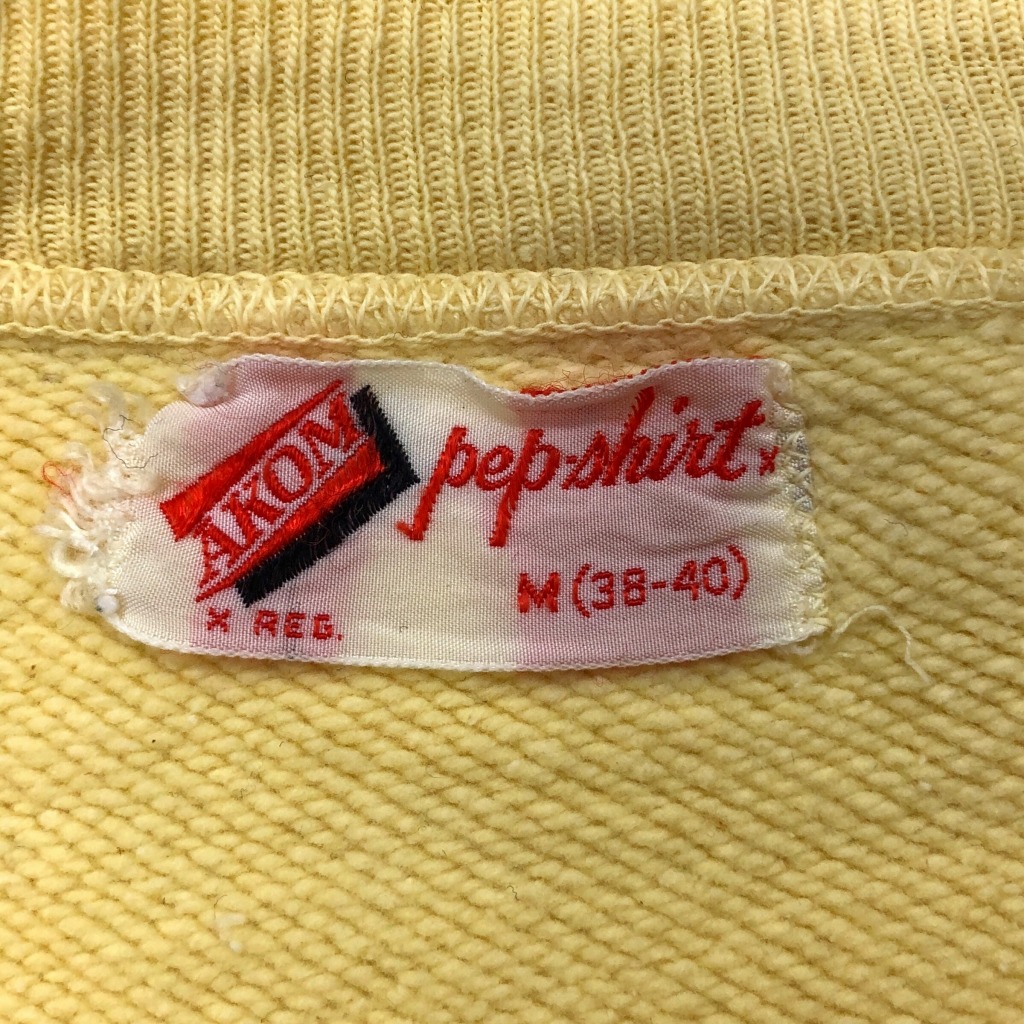 AKOM
pep-shirt x
M (38-40)
x REG.